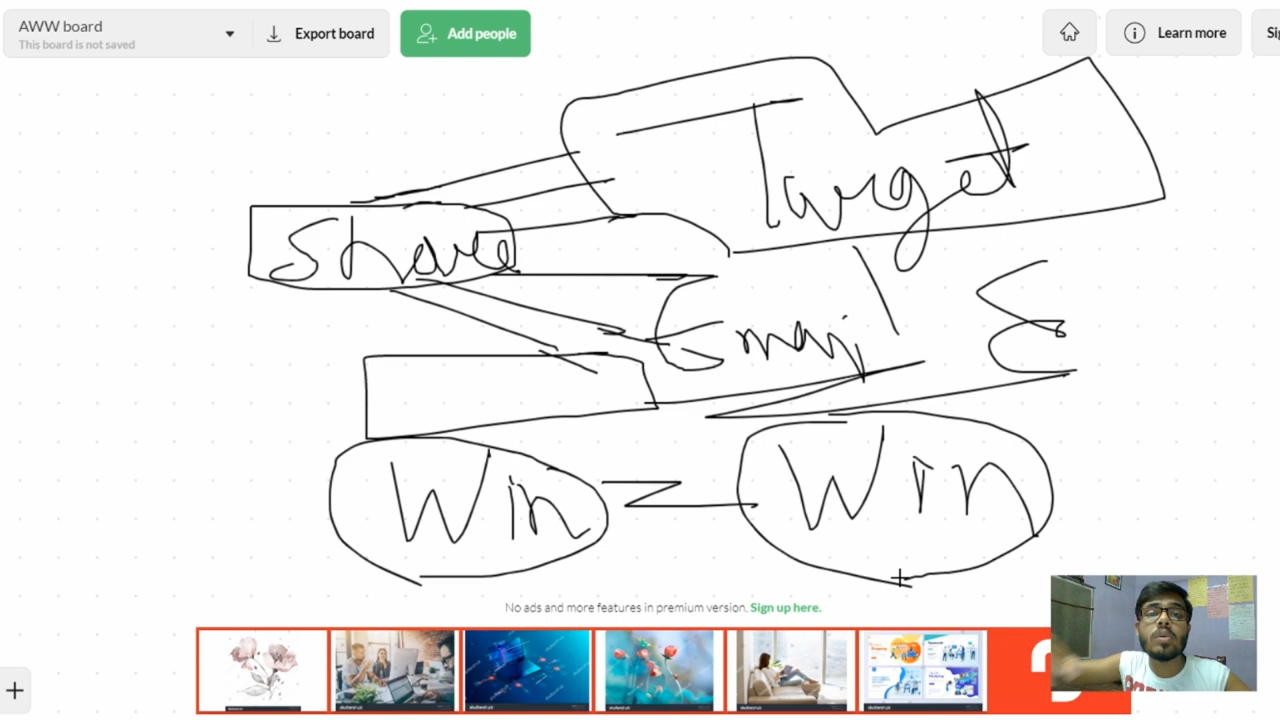 AWW board
This board is not saved
Export board
Add people
Learn more
Target
Share
Email
Win
Win
No ads and more features in premium version. Sign up here.